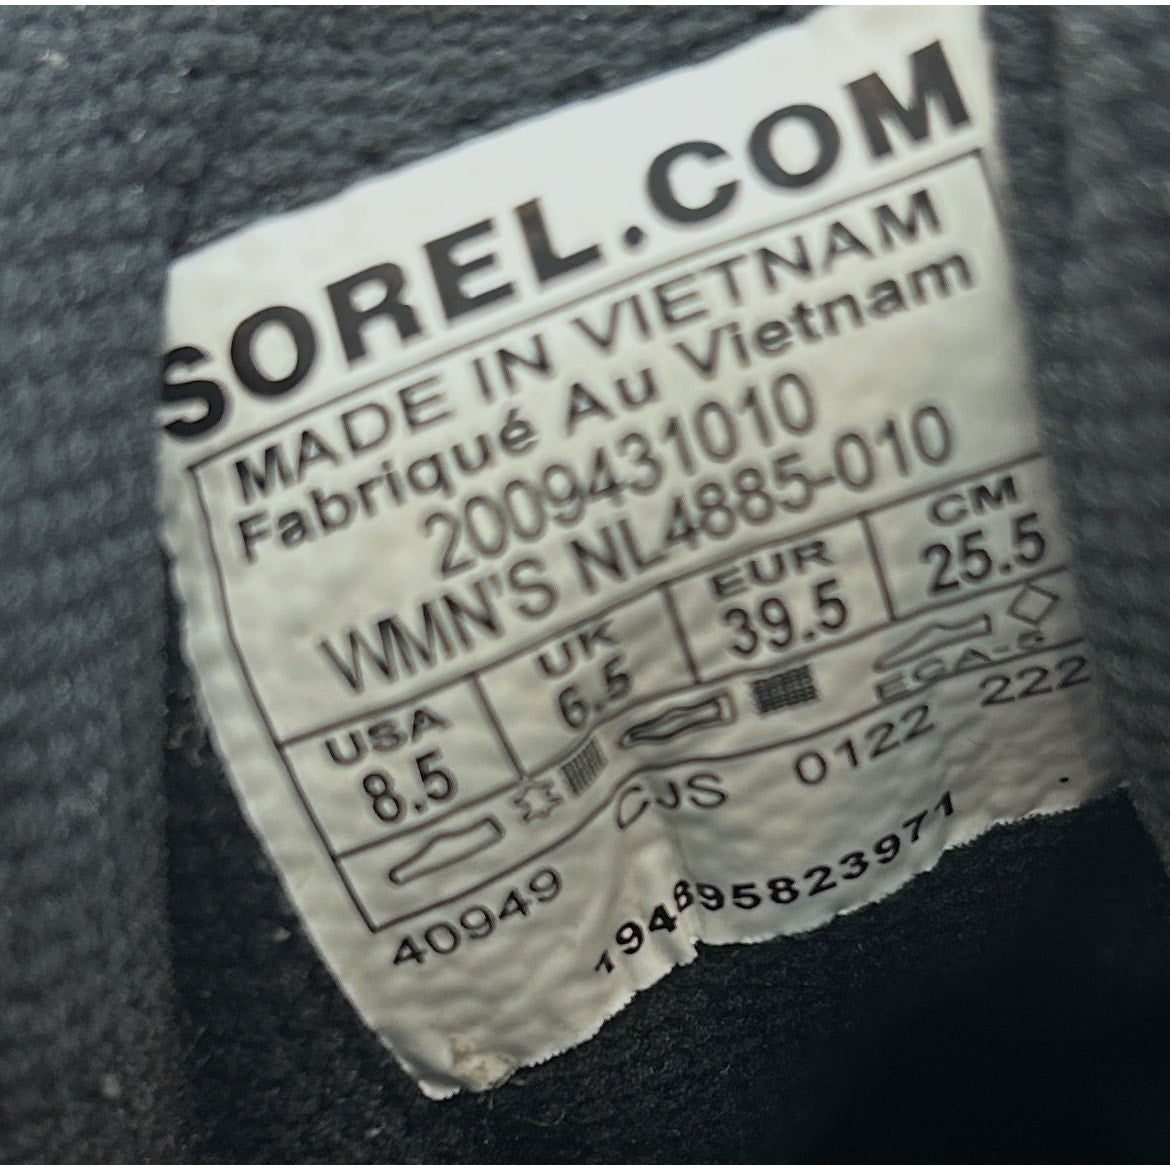 SOREL.COM
MADE IN VIETNAM
Fabriqué Au Vietnam
2009431010
WMN'S NL4885-010
USA UK EUR CM
8.5 6.5 39.5 25.5
40949 CJS 0122 222
194895823971